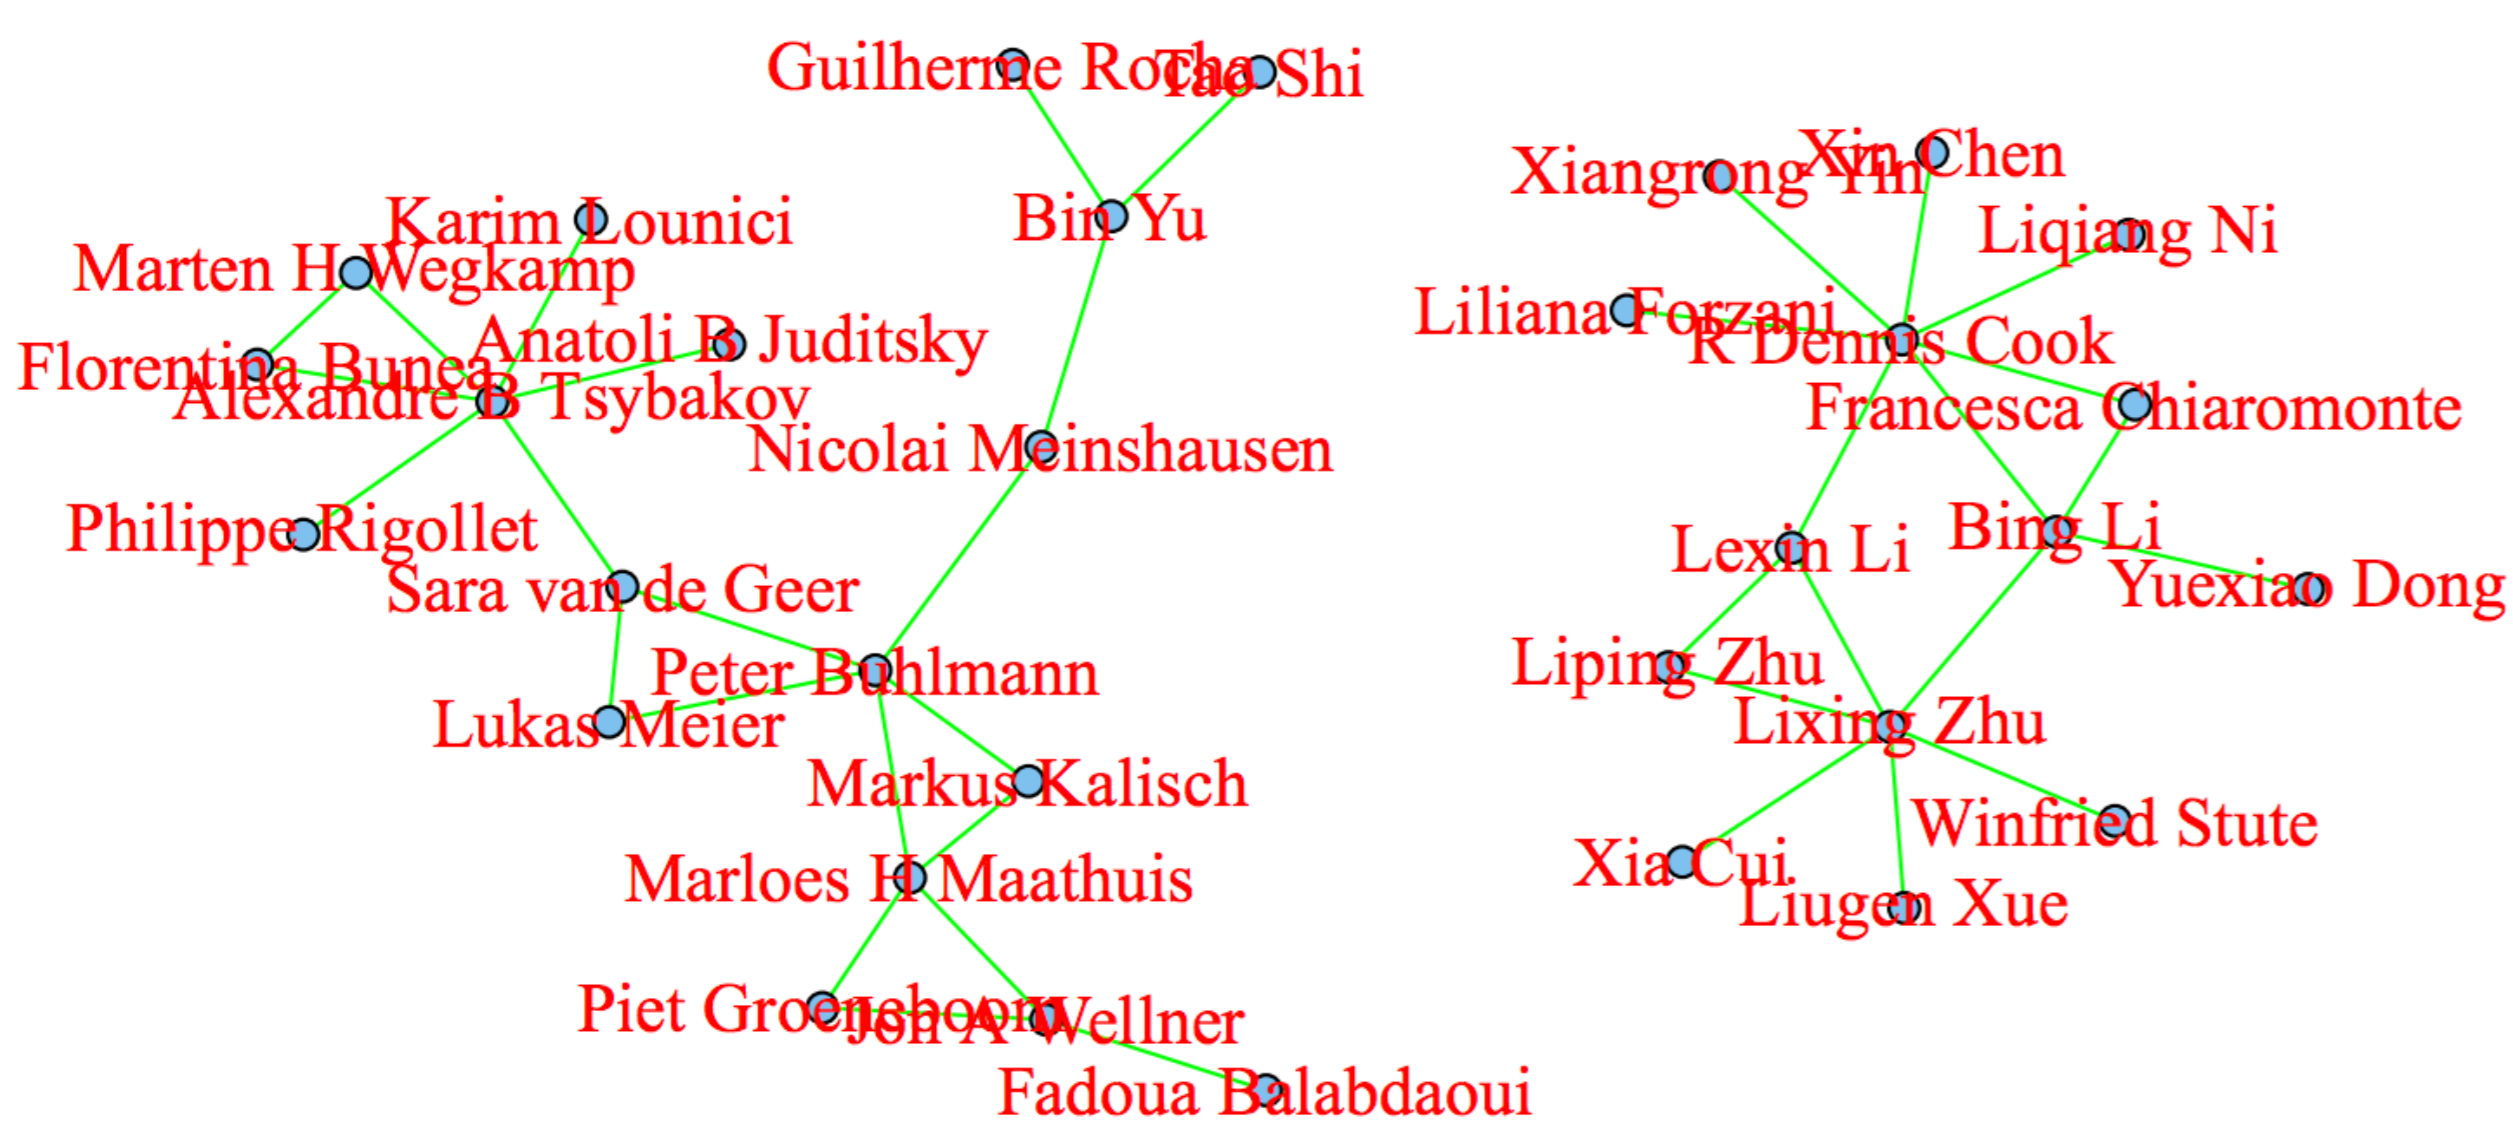 Guilherme Rocha
Tao Shi
Xin Chen
Xiangrong Yin
Karim Lounici
Bin Yu
Liqiang Ni
Marten H Wegkamp
Liliana Forzani
Anatoli B Juditsky
R Dennis Cook
Florentina Bunea
Alexandre B Tsybakov
Francesca Chiaromonte
Nicolai Meinshausen
Philippe Rigollet
Bing Li
Lexin Li
Sara van de Geer
Yuexiao Dong
Liping Zhu
Peter Buhlmann
Lukas Meier
Lixing Zhu
Markus Kalisch
Winfried Stute
Xia Cui
Marloes H Maathuis
Liugen Xue
Piet Groeneboom
Jon A Wellner
Fadoua Balabdaoui